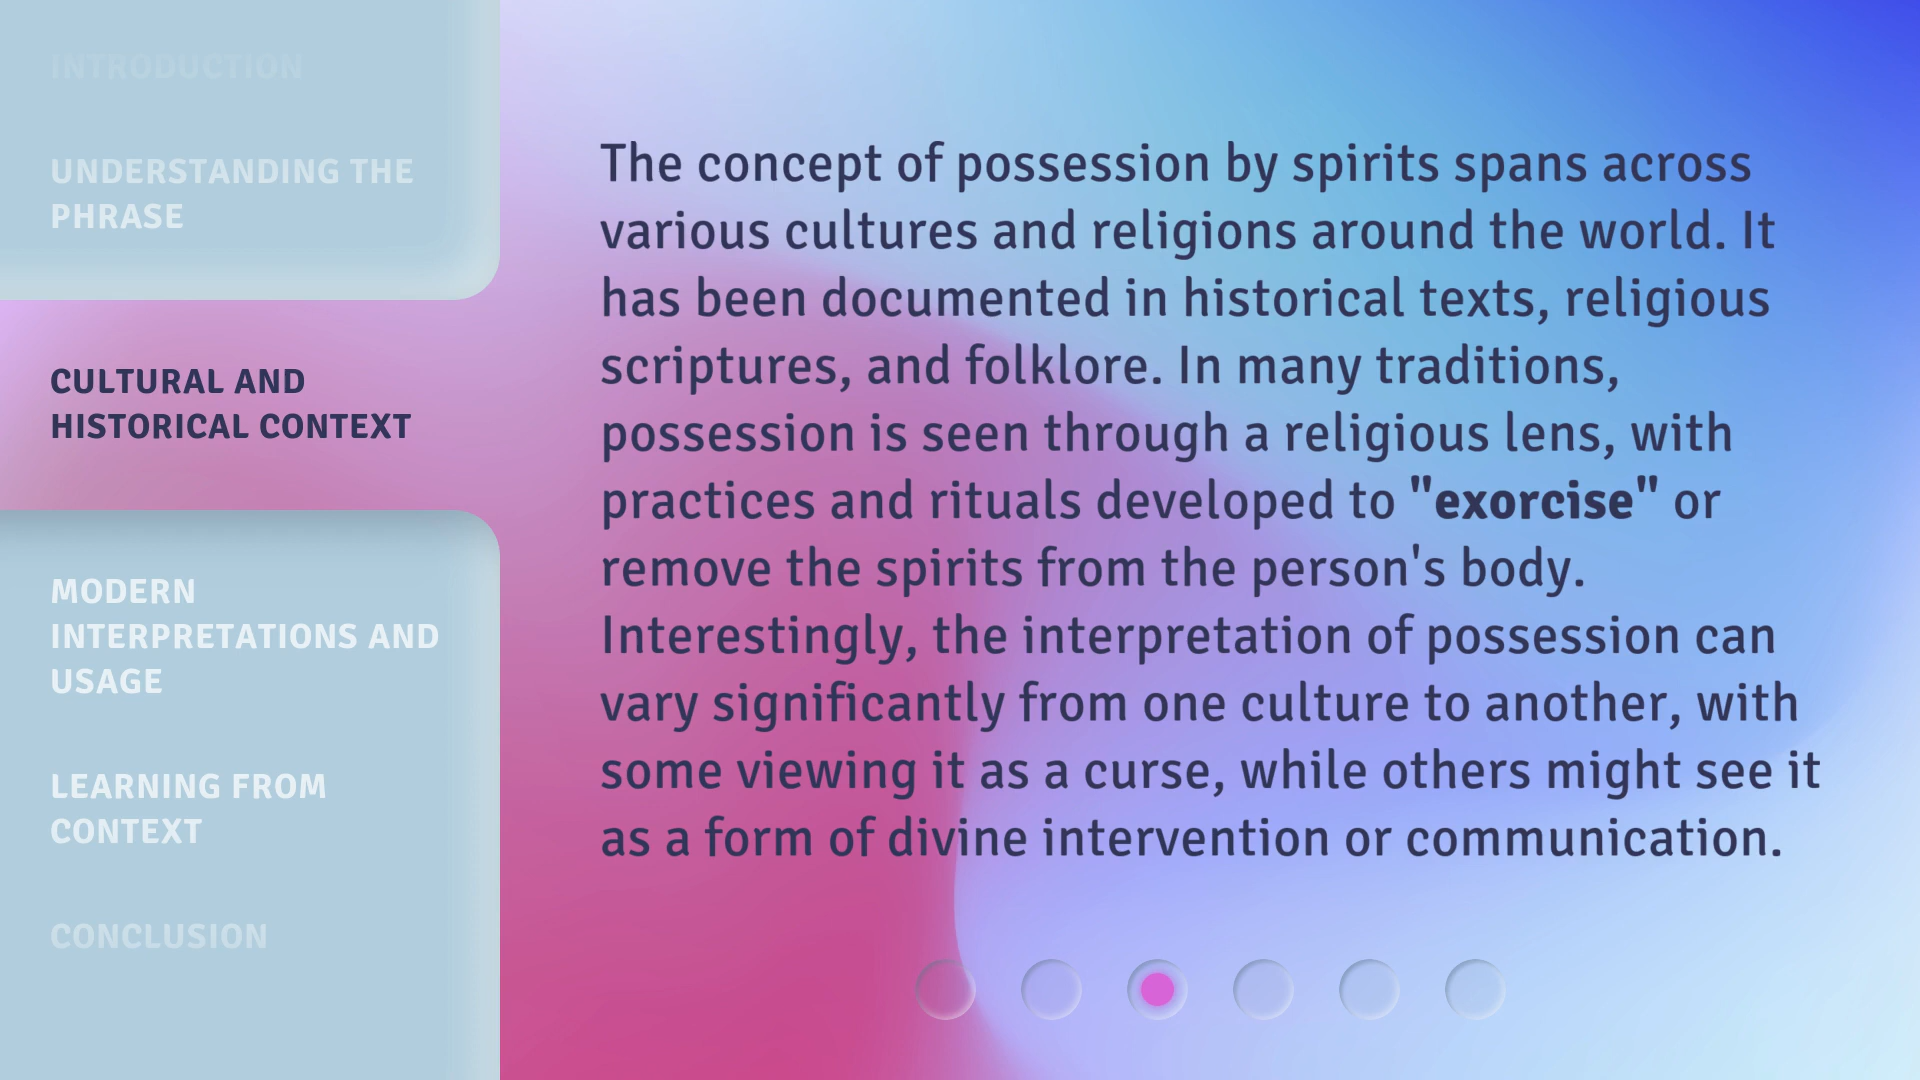 INTRODUCTION
UNDERSTANDING THE
PHRASE
CULTURAL AND
HISTORICAL CONTEXT
MODERN
INTERPRETATIONS AND
USAGE
LEARNING FROM
CONTEXT
CONCLUSION
The concept of possession by spirits spans across
various cultures and religions around the world. It
has been documented in historical texts, religious
scriptures, and folklore. In many traditions,
possession is seen through a religious lens, with
practices and rituals developed to "exorcise" or
remove the spirits from the person's body.
Interestingly, the interpretation of possession can
vary significantly from one culture to another, with
some viewing it as a curse, while others might see it
as a form of divine intervention or communication.